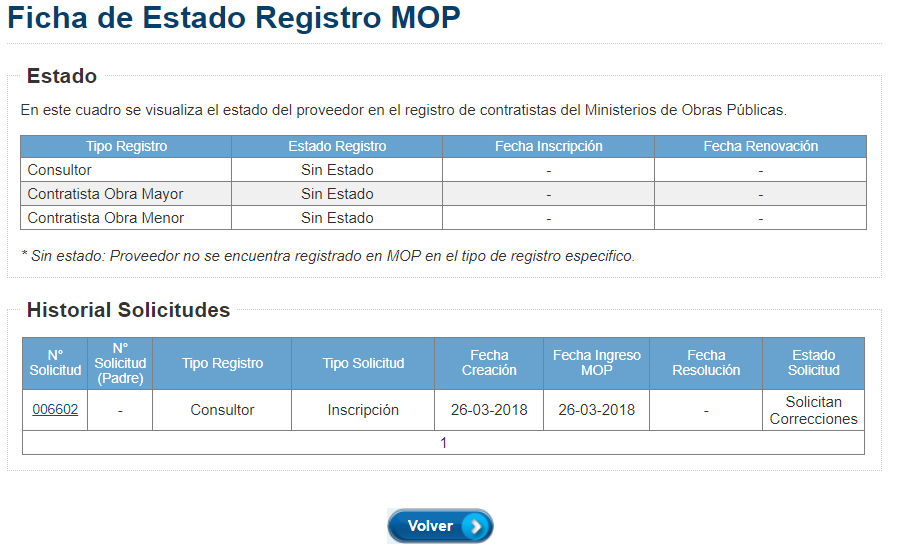 Ficha de Estado Registro MOP
Estado
En este cuadro se visualiza el estado del proveedor en el registro de contratistas del Ministerios de Obras Públicas.
Tipo Registro Estado Registro Fecha Inscripción Fecha Renovación
Consultor Sin Estado - -
Contratista Obra Mayor Sin Estado - -
Contratista Obra Menor Sin Estado - -
* Sin estado: Proveedor no se encuentra registrado en MOP en el tipo de registro especifico.
Historial Solicitudes
N° Solicitud N° Solicitud (Padre) Tipo Registro Tipo Solicitud Fecha Creación Fecha Ingreso MOP Fecha Resolución Estado Solicitud
006602 - Consultor Inscripción 26-03-2018 26-03-2018 - Solicitan Correcciones
1
Volver